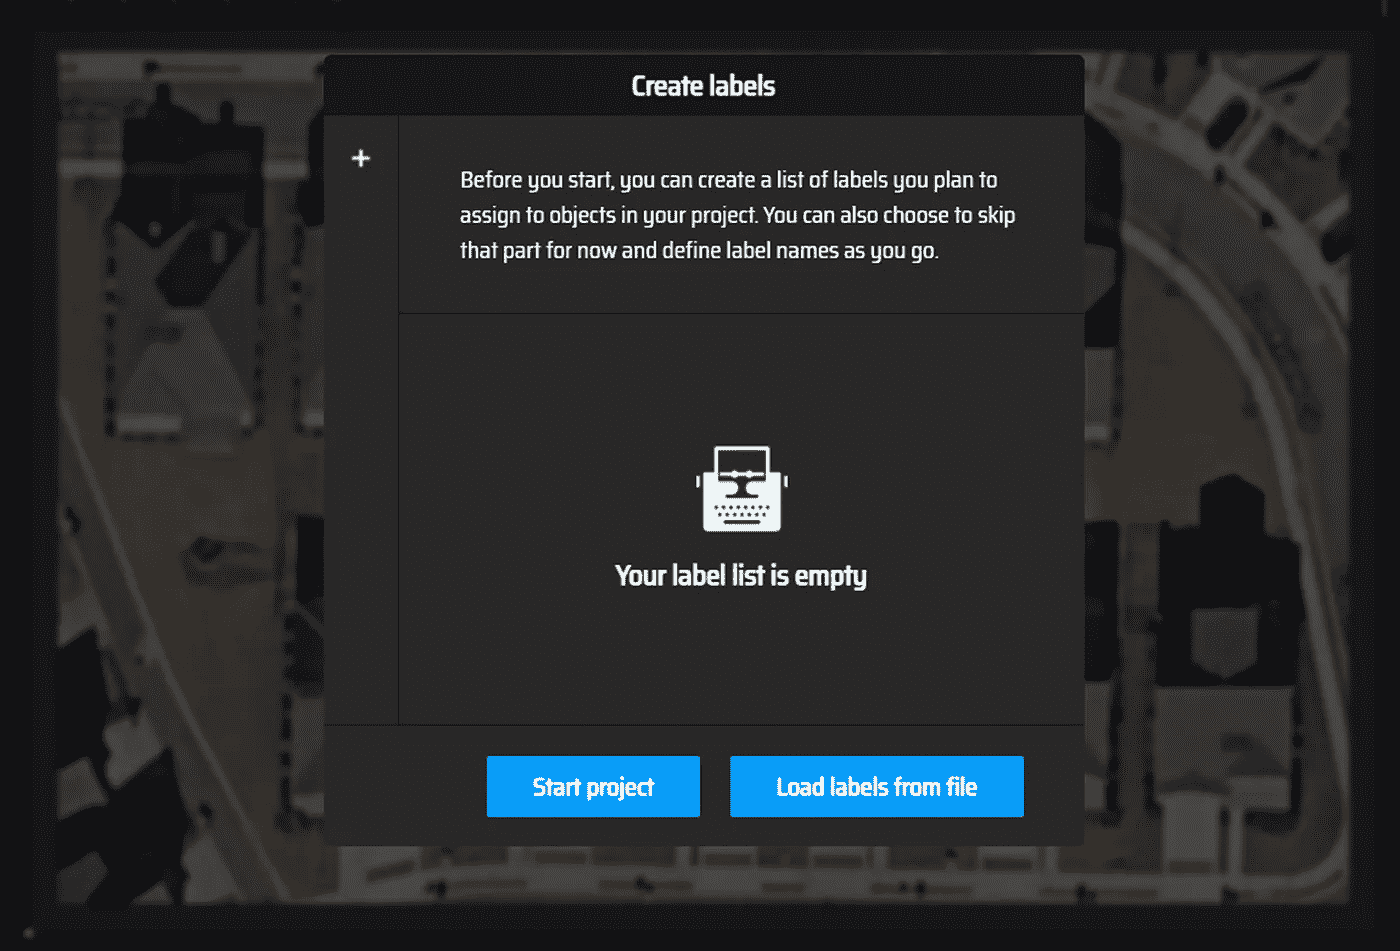 Create labels
+
Before you start, you can create a list of labels you plan to
assign to objects in your project. You can also choose to skip
that part for now and define label names as you go.
Your label list is empty
Start project
Load labels from file